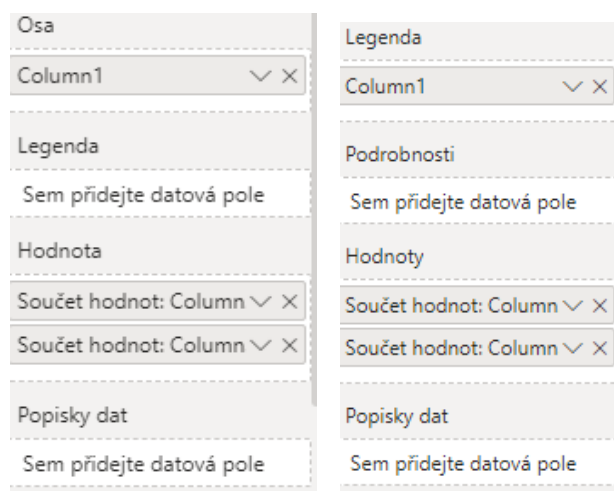 Osa
Column1
Legenda
Sem přidejte datová pole
Hodnota
Součet hodnot: Column
Součet hodnot: Column
Popisky dat
Sem přidejte datová pole
Legenda
Column1
Podrobnosti
Sem přidejte datová pole
Hodnoty
Součet hodnot: Column
Součet hodnot: Column
Popisky dat
Sem přidejte datová pole